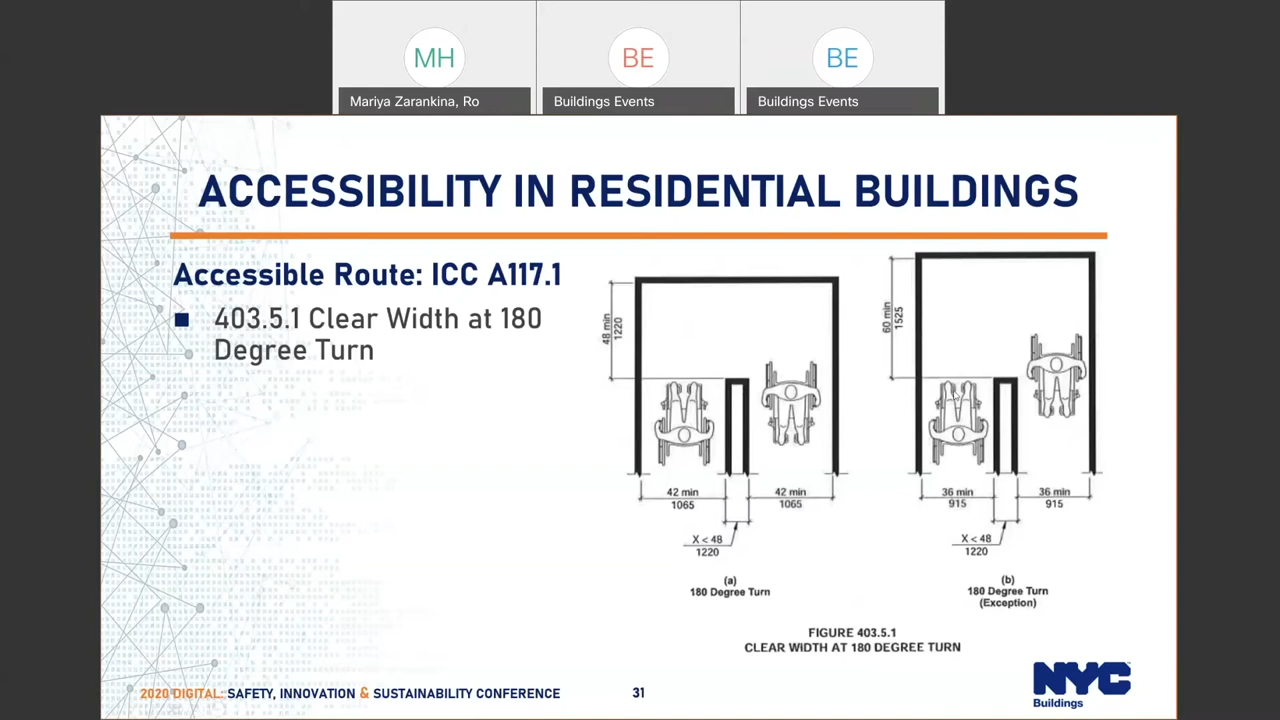 MH
BE
BE
Mariya Zarankina, Ro
Buildings Events
Buildings Events
ACCESSIBILITY IN RESIDENTIAL BUILDINGS
Accessible Route: ICC A117.1
403.5.1 Clear Width at 180
Degree Turn
48 min
1220
42 min
1065
42 min
1065
X < 48
1220
(a)
180 Degree Turn
60 min
1525
36 min
915
36 min
915
X < 48
1220
(b)
180 Degree Turn
(Exception)
FIGURE 403.5.1
CLEAR WIDTH AT 180 DEGREE TURN
2020 DIGITAL: SAFETY, INNOVATION & SUSTAINABILITY CONFERENCE
31
NYC
Buildings